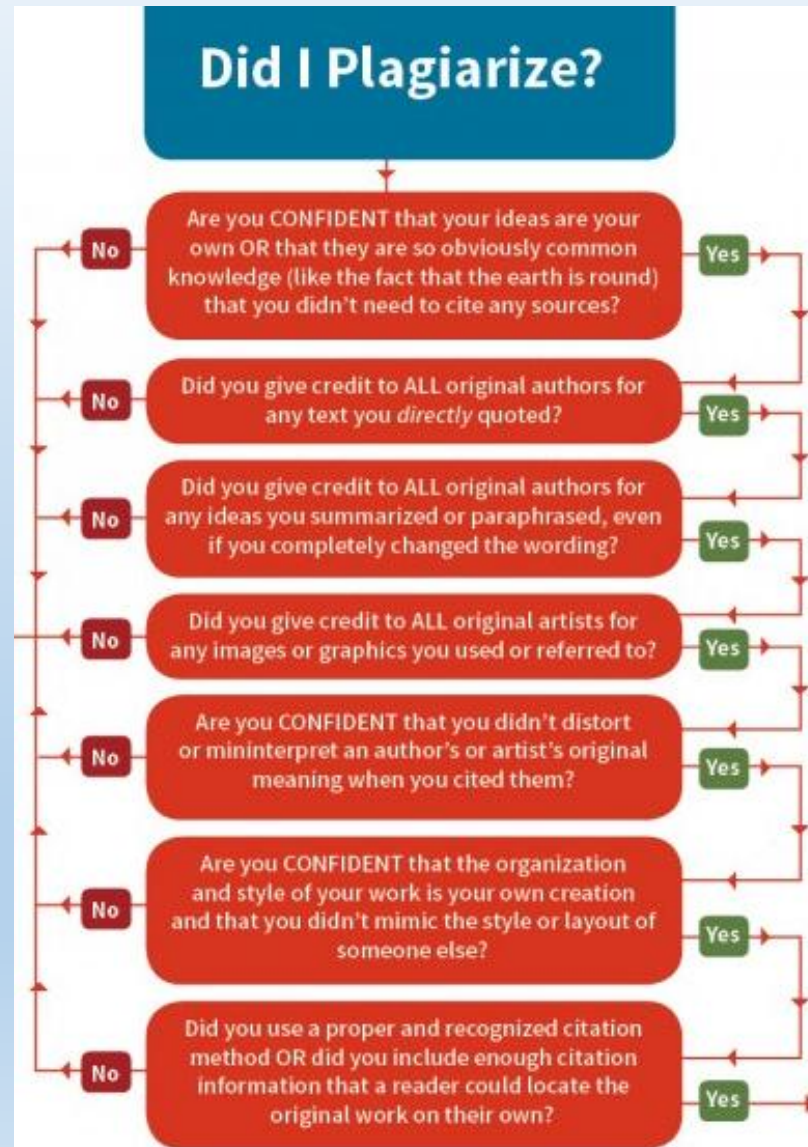 Did I Plagiarize?
Are you CONFIDENT that your ideas are your
own OR that they are so obviously common
knowledge (like the fact that the earth is round)
that you didn't need to cite any sources?
No
Yes
Did you give credit to ALL original authors for
any text you directly quoted?
No
Yes
Did you give credit to ALL original authors for
any ideas you summarized or paraphrased, even
if you completely changed the wording?
No
Yes
Did you give credit to ALL original artists for
any images or graphics you used or referred to?
No
Yes
Are you CONFIDENT that you didn't distort
or mininterpret an author's or artist's original
meaning when you cited them?
No
Yes
Are you CONFIDENT that the organization
and style of your work is your own creation
and that you didn't mimic the style or layout of
someone else?
No
Yes
Did you use a proper and recognized citation
method OR did you include enough citation
information that a reader could locate the
original work on their own?
No
Yes